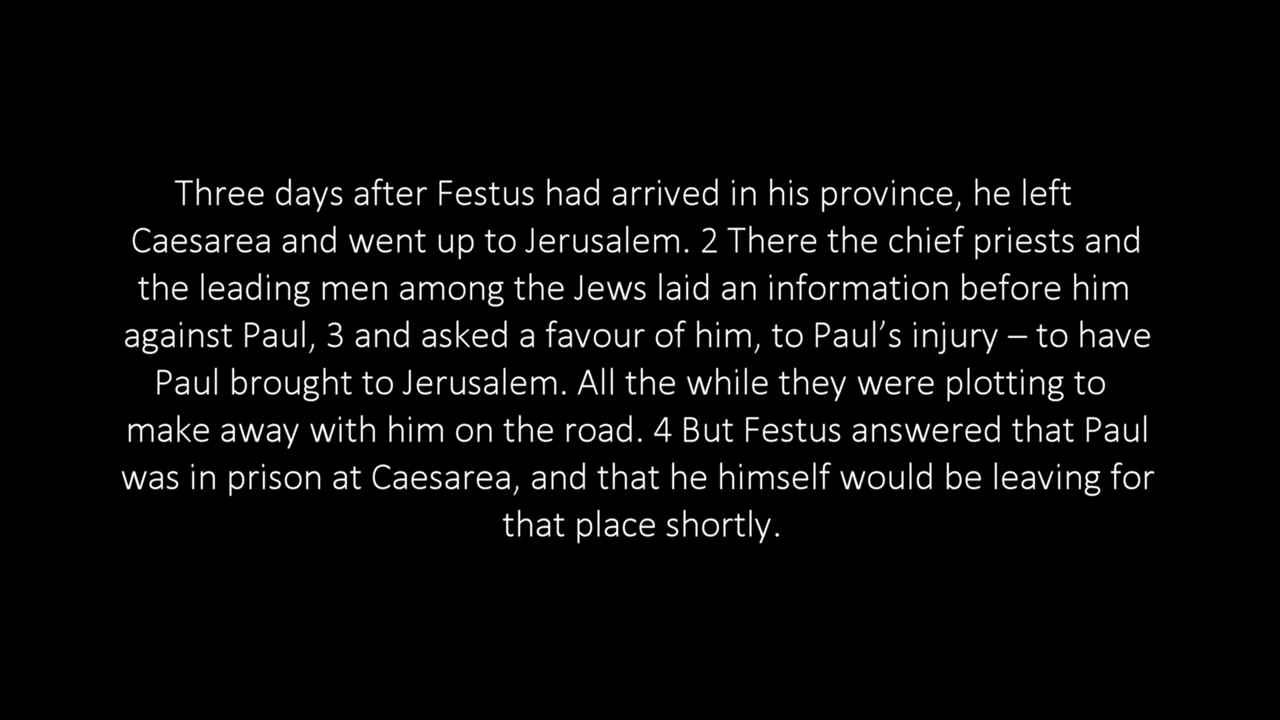 Three days after Festus had arrived in his province, he left
Caesarea and went up to Jerusalem. 2 There the chief priests and
the leading men among the Jews laid an information before him
against Paul, 3 and asked a favour of him, to Paul’s injury – to have
Paul brought to Jerusalem. All the while they were plotting to
make away with him on the road. 4 But Festus answered that Paul
was in prison at Caesarea, and that he himself would be leaving for
that place shortly.